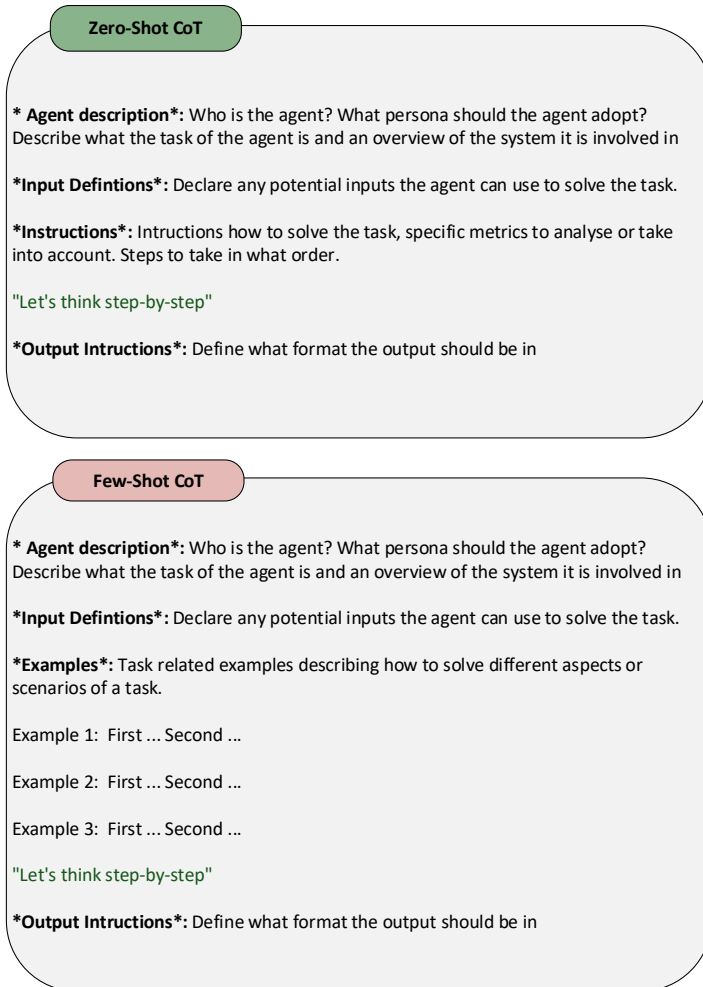 Zero-Shot CoT
* Agent description*: Who is the agent? What persona should the agent adopt?
Describe what the task of the agent is and an overview of the system it is involved in
*Input Defintions*: Declare any potential inputs the agent can use to solve the task.
*Instructions*: Intructions how to solve the task, specific metrics to analyse or take
into account. Steps to take in what order.
"Let's think step-by-step"
*Output Intructions*: Define what format the output should be in
Few-Shot CoT
* Agent description*: Who is the agent? What persona should the agent adopt?
Describe what the task of the agent is and an overview of the system it is involved in
*Input Defintions*: Declare any potential inputs the agent can use to solve the task.
*Examples*: Task related examples describing how to solve different aspects or
scenarios of a task.
Example 1:  First ... Second ...
Example 2:  First ... Second ...
Example 3:  First ... Second ...
"Let's think step-by-step"
*Output Intructions*: Define what format the output should be in